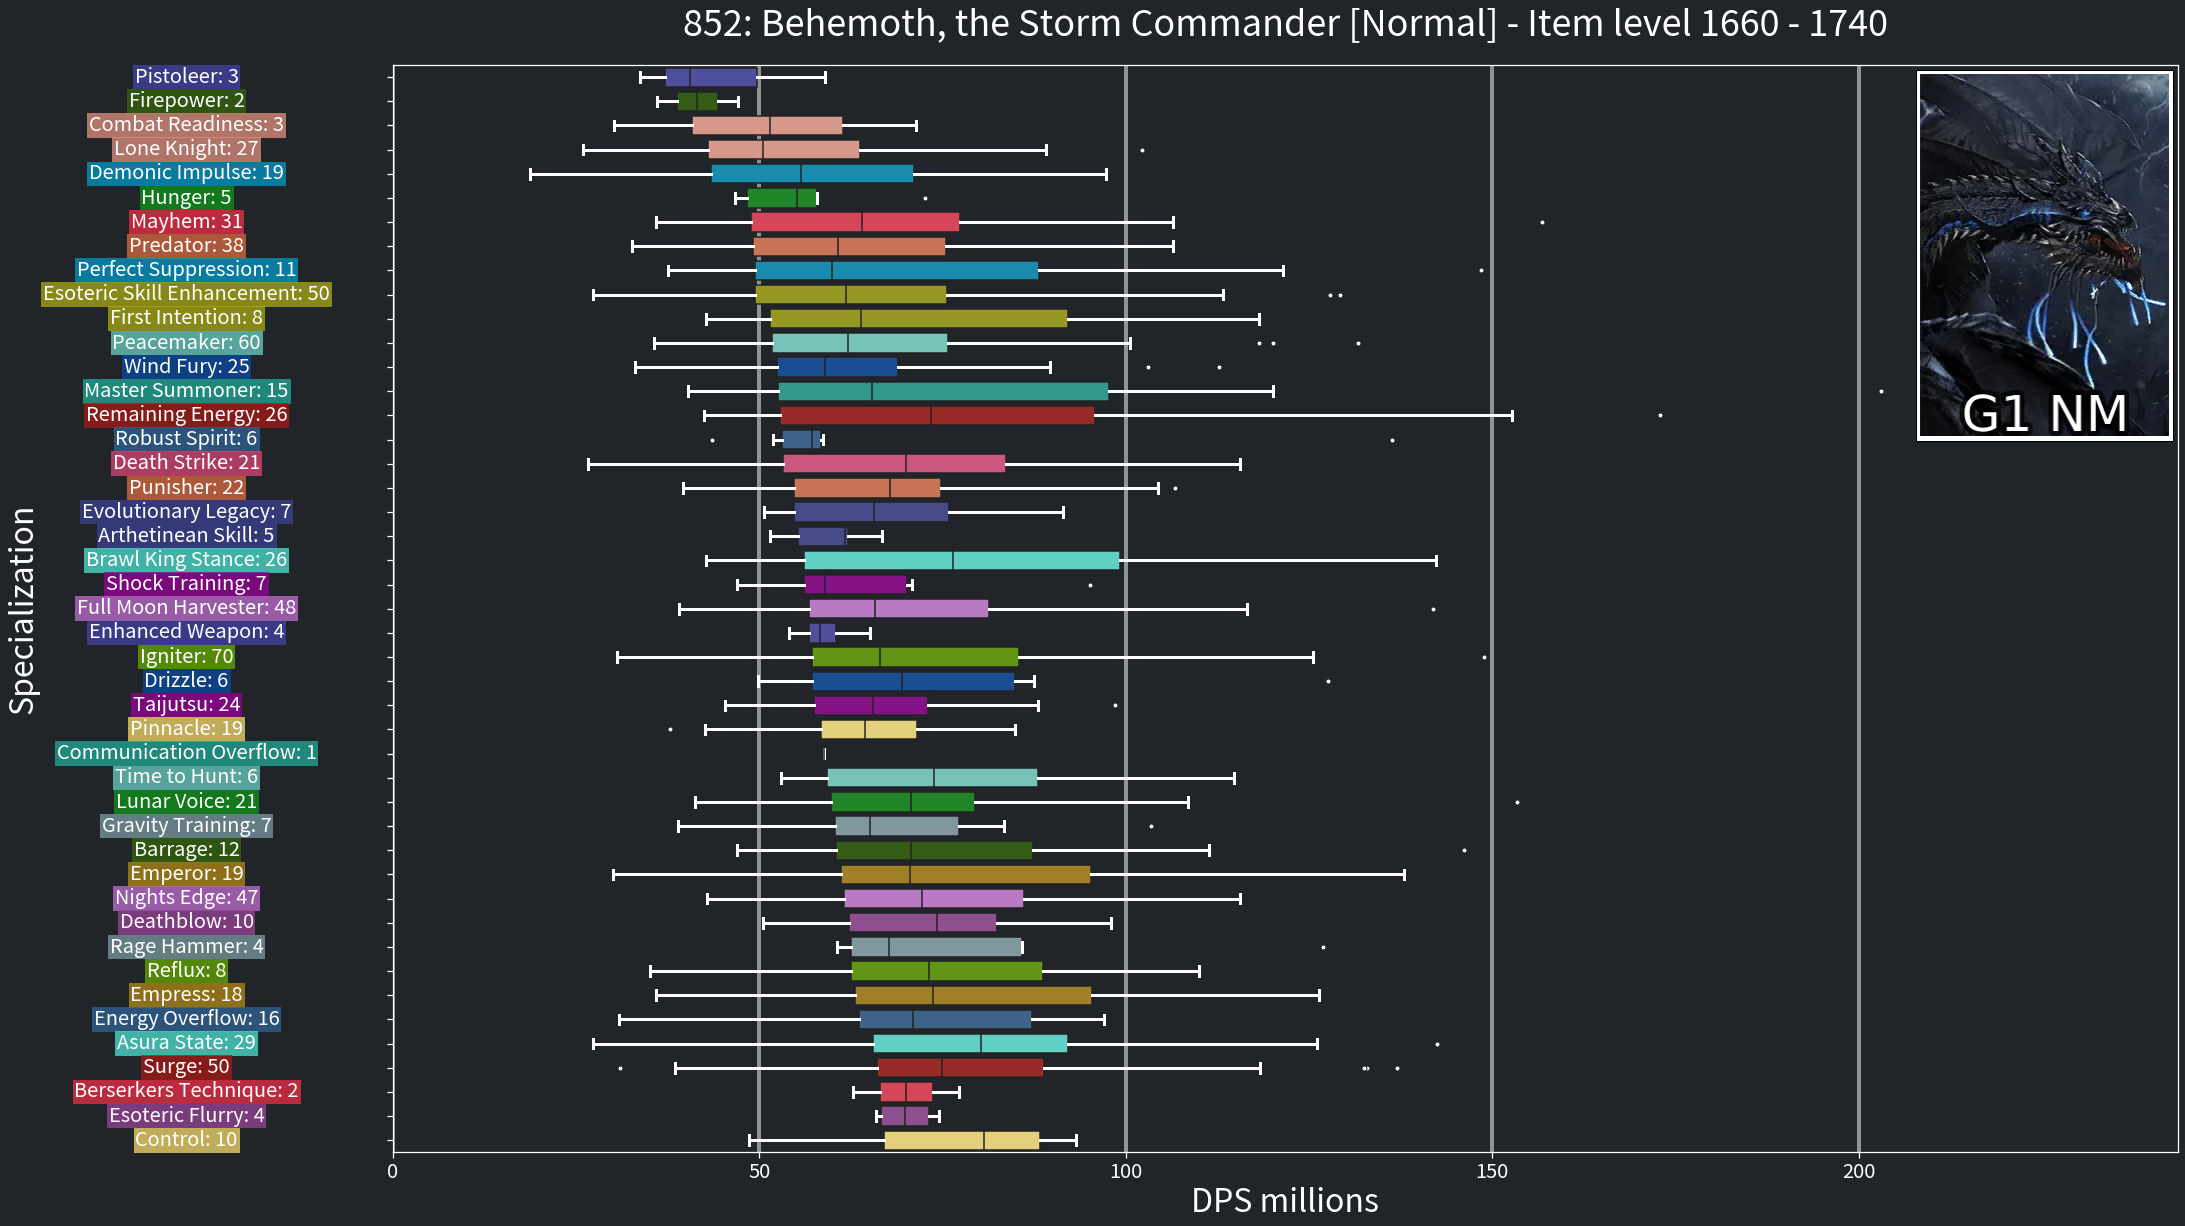 852: Behemoth, the Storm Commander [Normal] - Item level 1660 - 1740
Pistoleer: 3
Firepower: 2
Combat Readiness: 3
Lone Knight: 27
Demonic Impulse: 19
Hunger: 5
Mayhem: 31
Predator: 38
Perfect Suppression: 11
Esoteric Skill Enhancement: 50
First Intention: 8
Peacemaker: 60
Wind Fury: 25
Master Summoner: 15
Remaining Energy: 26
Robust Spirit: 6
Death Strike: 21
Punisher: 22
Evolutionary Legacy: 7
Arthetinean Skill: 5
Brawl King Stance: 26
Shock Training: 7
Full Moon Harvester: 48
Enhanced Weapon: 4
Igniter: 70
Drizzle: 6
Taijutsu: 24
Pinnacle: 19
Communication Overflow: 1
Time to Hunt: 6
Lunar Voice: 21
Gravity Training: 7
Barrage: 12
Emperor: 19
Nights Edge: 47
Deathblow: 10
Rage Hammer: 4
Reflux: 8
Empress: 18
Energy Overflow: 16
Asura State: 29
Surge: 50
Berserkers Technique: 2
Esoteric Flurry: 4
Control: 10
Specialization
G1 NM
0 50 100 150 200
DPS millions